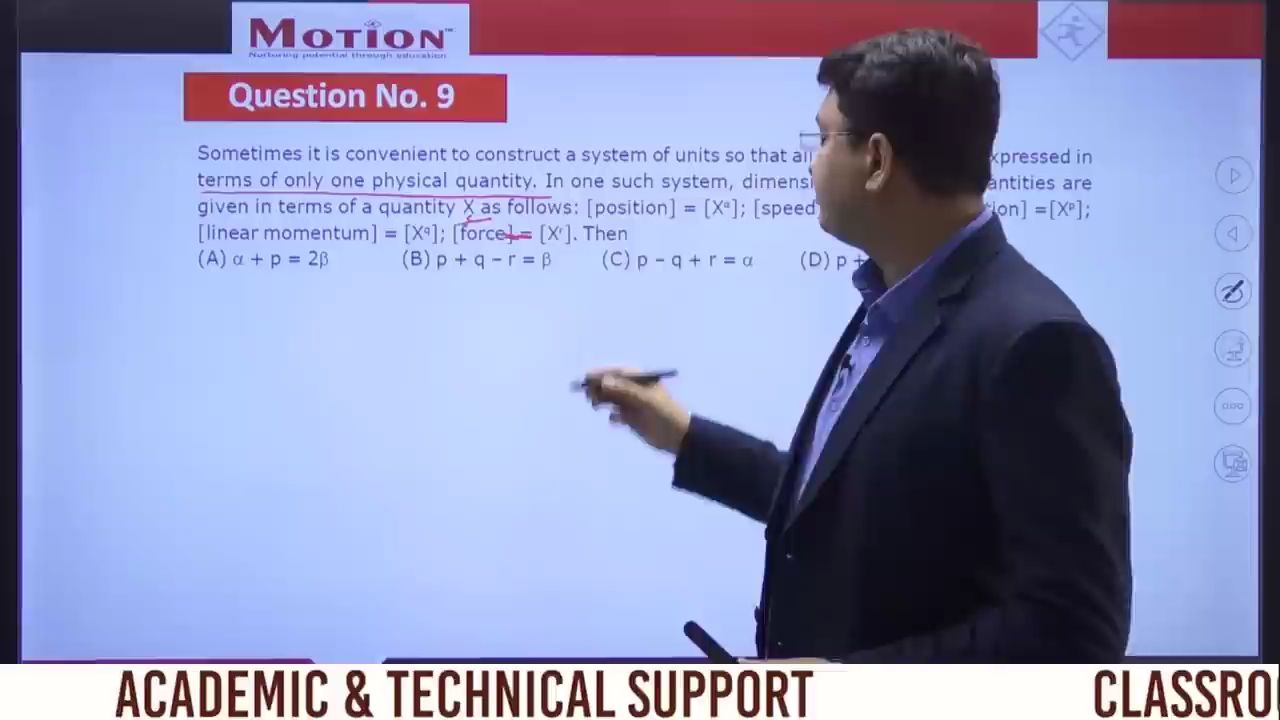 MOTION
Nurturing potential through education
Question No. 9
Sometimes it is convenient to construct a system of units so that all xpressed in
terms of only one physical quantity. In one such system, dimensi antities are
given in terms of a quantity X as follows: [position] = [Xᵅ]; [speed ion] =[Xᵖ];
[linear momentum] = [X^q]; [force] = [Xʳ]. Then
(A) α + p = 2β (B) p + q – r = β (C) p – q + r = α (D) p +
ACADEMIC & TECHNICAL SUPPORT CLASSRO